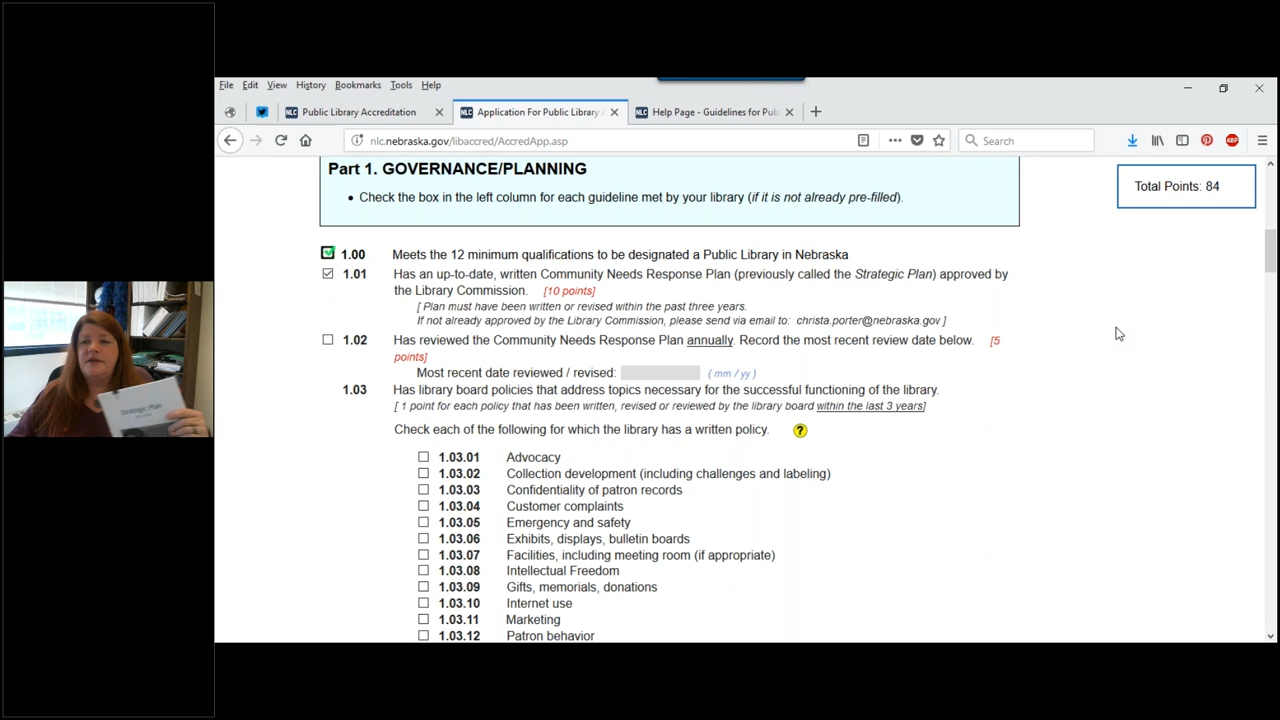 File Edit View History Bookmarks Tools Help
NLC Public Library Accreditation
NLC Application For Public Library
NLC Help Page - Guidelines for Pub
nlc.nebraska.gov/libaccred/AccredApp.asp
Search
ABP
Part 1. GOVERNANCE/PLANNING
• Check the box in the left column for each guideline met by your library (if it is not already pre-filled).
Total Points: 84
1.00 Meets the 12 minimum qualifications to be designated a Public Library in Nebraska
1.01 Has an up-to-date, written Community Needs Response Plan (previously called the Strategic Plan) approved by
the Library Commission. [10 points]
[ Plan must have been written or revised within the past three years.
If not already approved by the Library Commission, please send via email to: christa.porter@nebraska.gov ]
1.02 Has reviewed the Community Needs Response Plan annually. Record the most recent review date below. [5
points]
Most recent date reviewed / revised: ( mm / yy )
1.03 Has library board policies that address topics necessary for the successful functioning of the library.
[ 1 point for each policy that has been written, revised or reviewed by the library board within the last 3 years]
Check each of the following for which the library has a written policy. ?
1.03.01 Advocacy
1.03.02 Collection development (including challenges and labeling)
1.03.03 Confidentiality of patron records
1.03.04 Customer complaints
1.03.05 Emergency and safety
1.03.06 Exhibits, displays, bulletin boards
1.03.07 Facilities, including meeting room (if appropriate)
1.03.08 Intellectual Freedom
1.03.09 Gifts, memorials, donations
1.03.10 Internet use
1.03.11 Marketing
1.03.12 Patron behavior
Strategic Plan